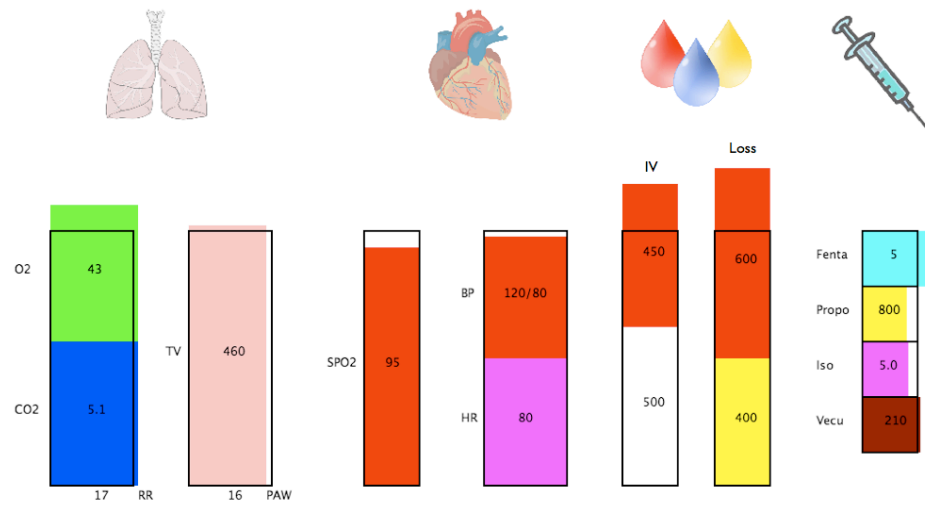 IV
Loss
O2
43
CO2
5.1
17 RR
TV
460
16 PAW
SPO2
95
BP
120/80
HR
80
450
500
600
400
Fenta
5
Propo
800
Iso
5.0
Vecu
210